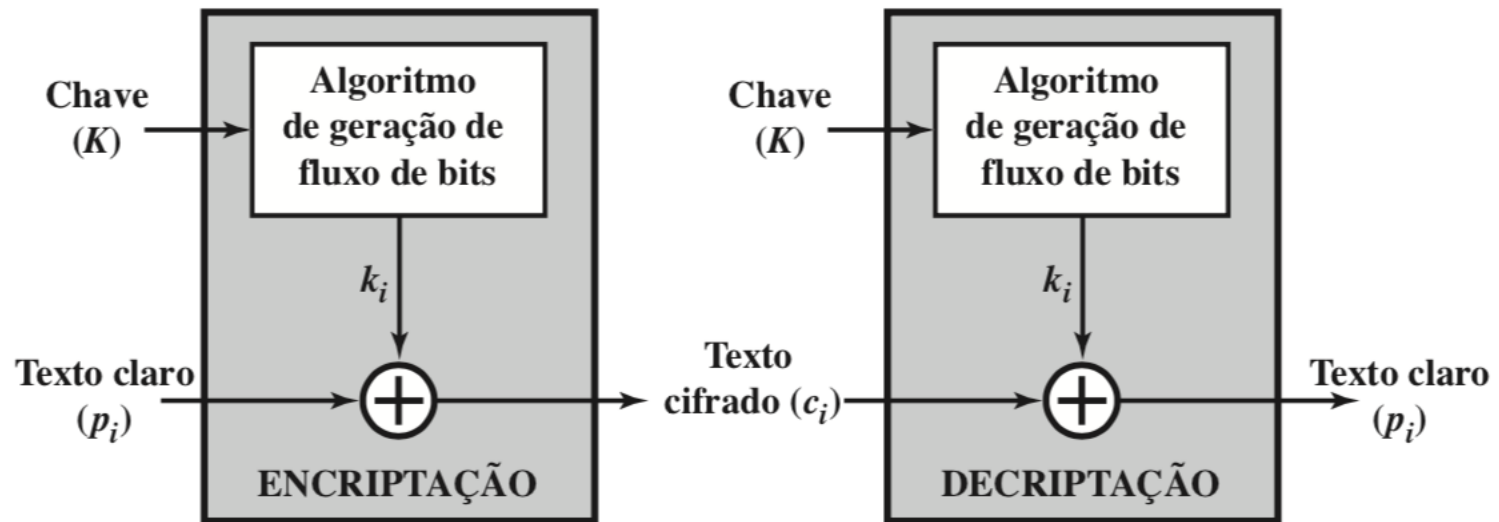 Chave
(K)
Algoritmo
de geração de
fluxo de bits
k_i
Texto claro
(p_i)
ENCRIPTAÇÃO
Texto
cifrado (c_i)
Chave
(K)
Algoritmo
de geração de
fluxo de bits
k_i
Texto claro
(p_i)
DECRIPTAÇÃO